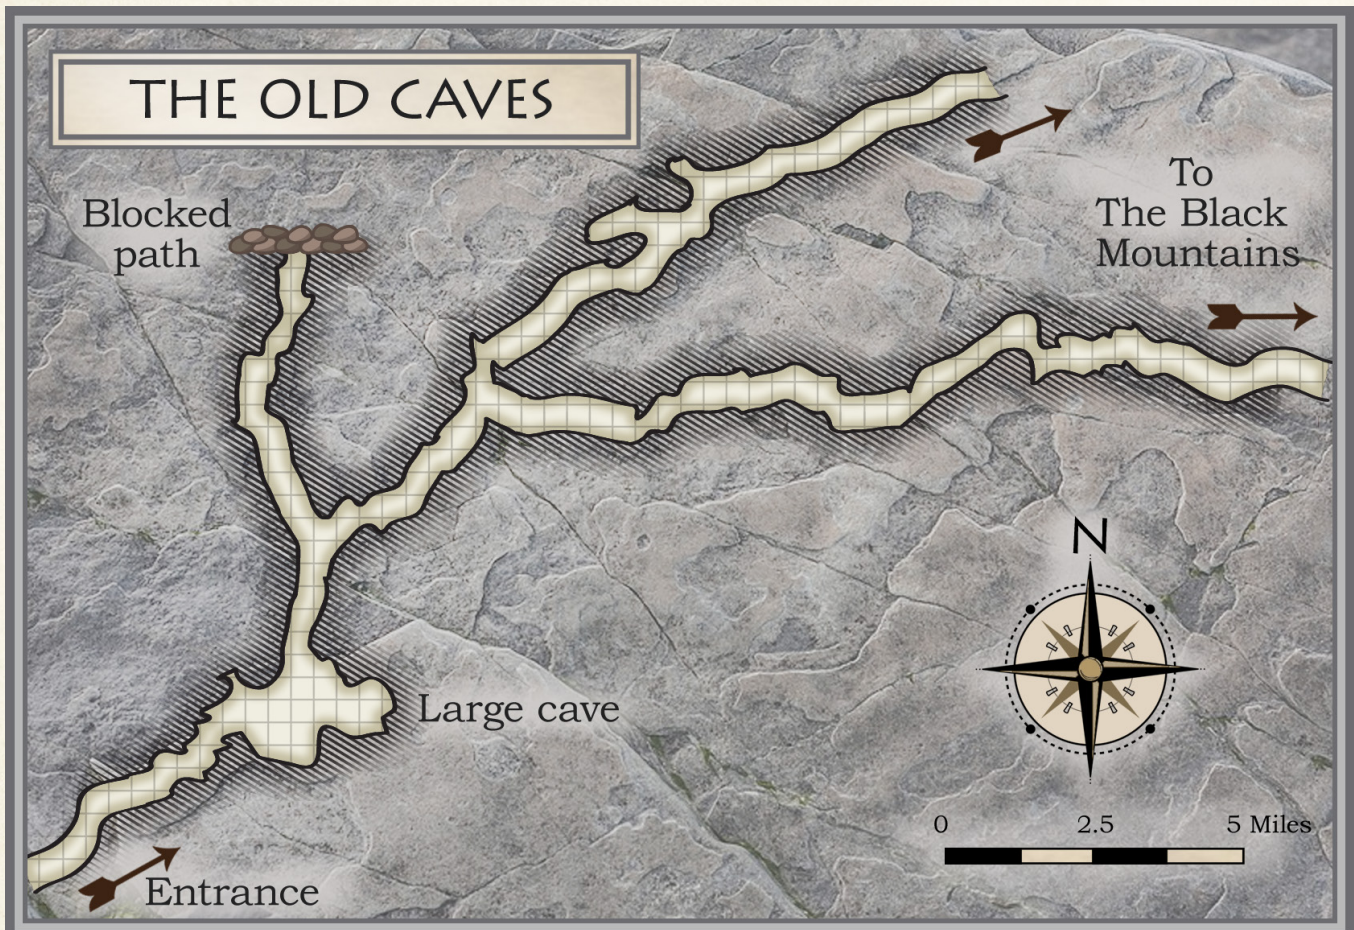 THE OLD CAVES
Blocked
path
To
The Black
Mountains
N
Large cave
0 2.5 5 Miles
Entrance